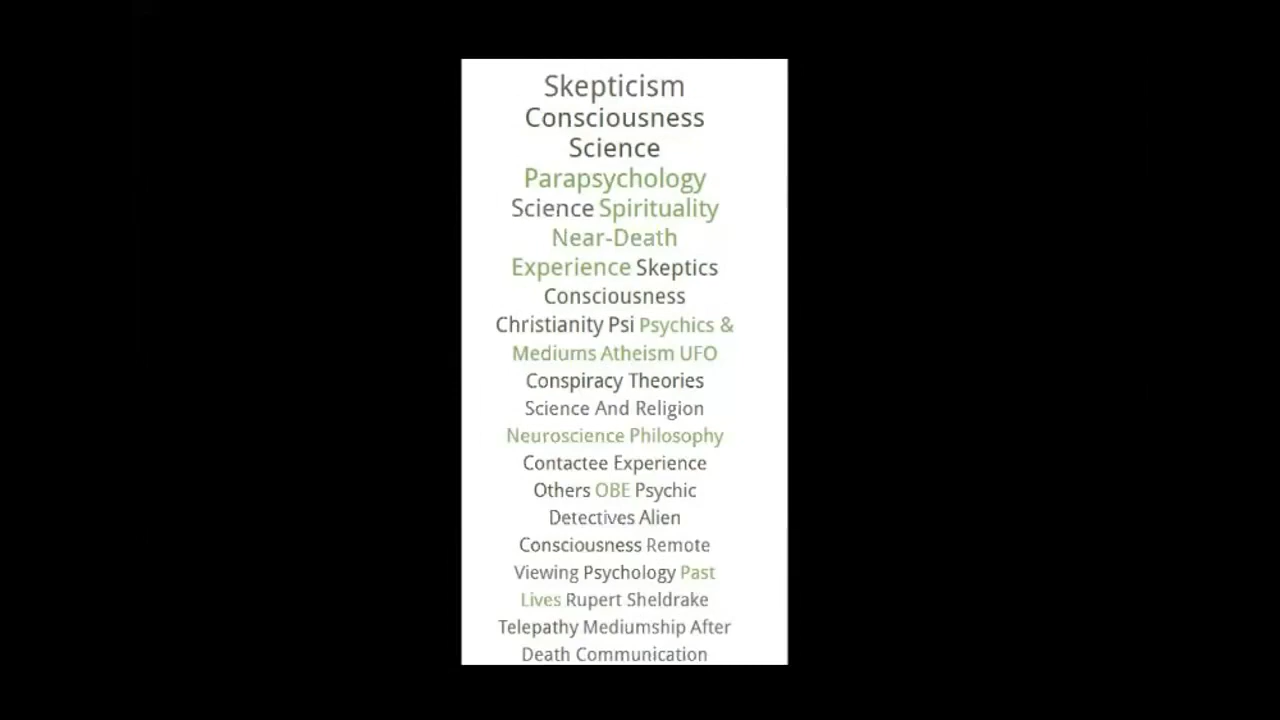 Skepticism
Consciousness
Science
Parapsychology
Science Spirituality
Near-Death
Experience Skeptics
Consciousness
Christianity Psi Psychics &
Mediums Atheism UFO
Conspiracy Theories
Science And Religion
Neuroscience Philosophy
Contactee Experience
Others OBE Psychic
Detectives Alien
Consciousness Remote
Viewing Psychology Past
Lives Rupert Sheldrake
Telepathy Mediumship After
Death Communication